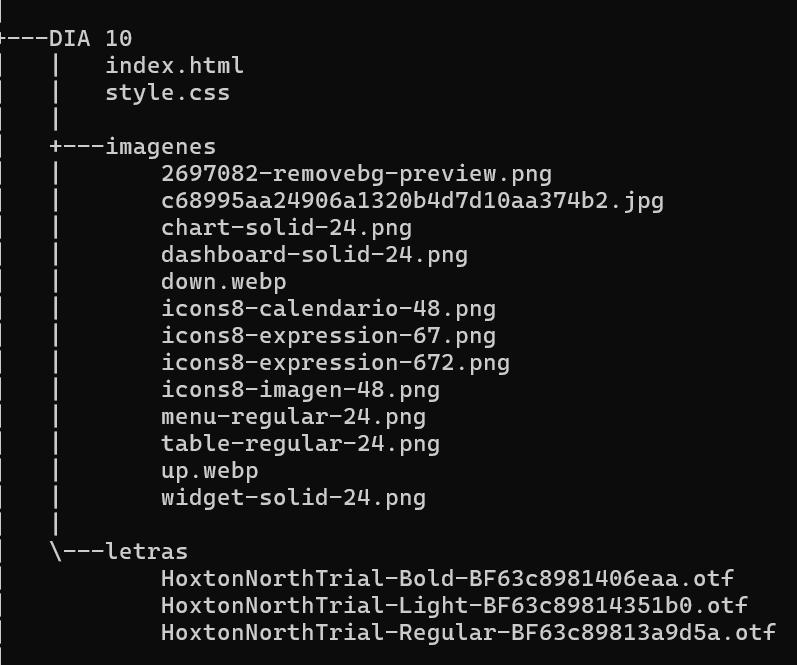 +---DIA 10
|   index.html
|   style.css
|
+---imagenes
|       2697082-removebg-preview.png
|       c68995aa24906a1320b4d7d10aa374b2.jpg
|       chart-solid-24.png
|       dashboard-solid-24.png
|       down.webp
|       icons8-calendario-48.png
|       icons8-expression-67.png
|       icons8-expression-672.png
|       icons8-imagen-48.png
|       menu-regular-24.png
|       table-regular-24.png
|       up.webp
|       widget-solid-24.png
|
\---letras
        HoxtonNorthTrial-Bold-BF63c8981406eaa.otf
        HoxtonNorthTrial-Light-BF63c89814351b0.otf
        HoxtonNorthTrial-Regular-BF63c89813a9d5a.otf